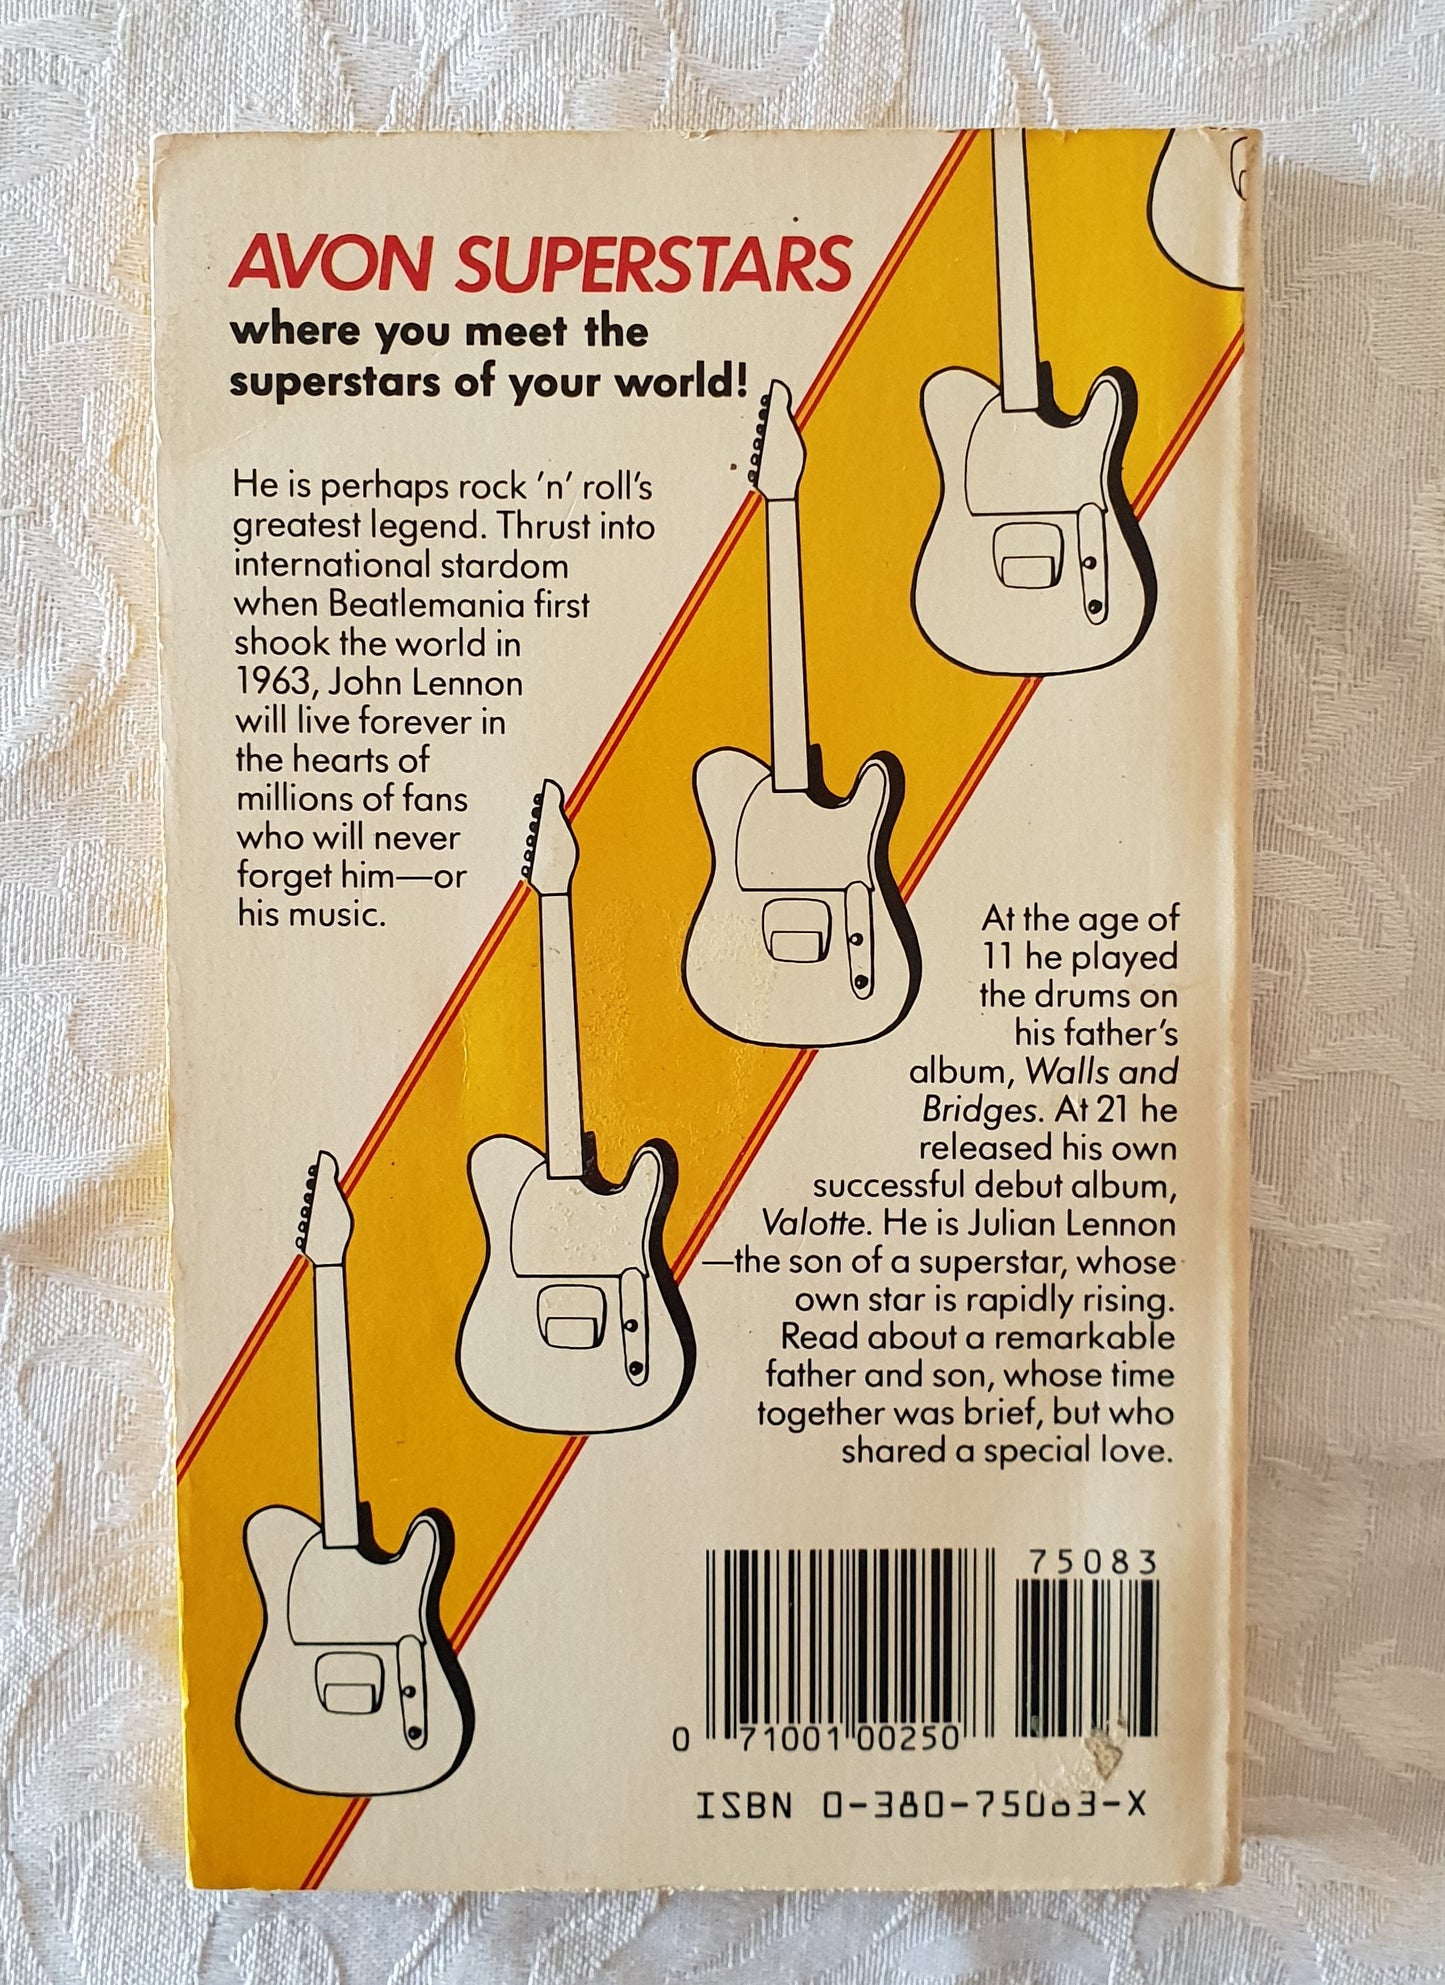 AVON SUPERSTARS
where you meet the
superstars of your world!
He is perhaps rock 'n' roll's
greatest legend. Thrust into
international stardom
when Beatlemania first
shook the world in
1963, John Lennon
will live forever in
the hearts of
millions of fans
who will never
forget him—or
his music.
At the age of
11 he played
the drums on
his father's
album, Walls and
Bridges. At 21 he
released his own
successful debut album,
Valotte. He is Julian Lennon
—the son of a superstar, whose
own star is rapidly rising.
Read about a remarkable
father and son, whose time
together was brief, but who
shared a special love.
75083
0 71001 00250
ISBN 0-380-75083-X